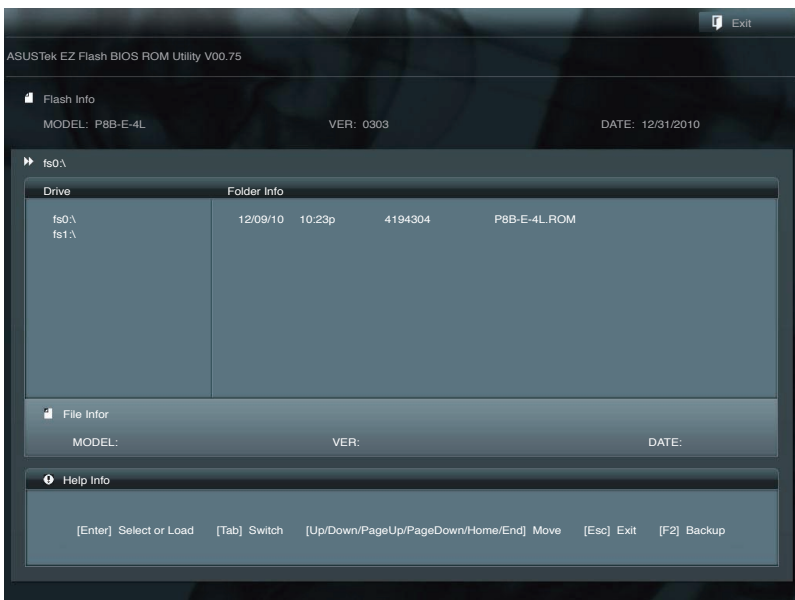 Exit
ASUSTek EZ Flash BIOS ROM Utility V00.75
Flash Info
MODEL: P8B-E-4L VER: 0303 DATE: 12/31/2010
fs0:\
Drive Folder Info
fs0:\ 12/09/10 10:23p 4194304 P8B-E-4L.ROM
fs1:\
File Infor
MODEL: VER: DATE:
Help Info
[Enter] Select or Load [Tab] Switch [Up/Down/PageUp/PageDown/Home/End] Move [Esc] Exit [F2] Backup